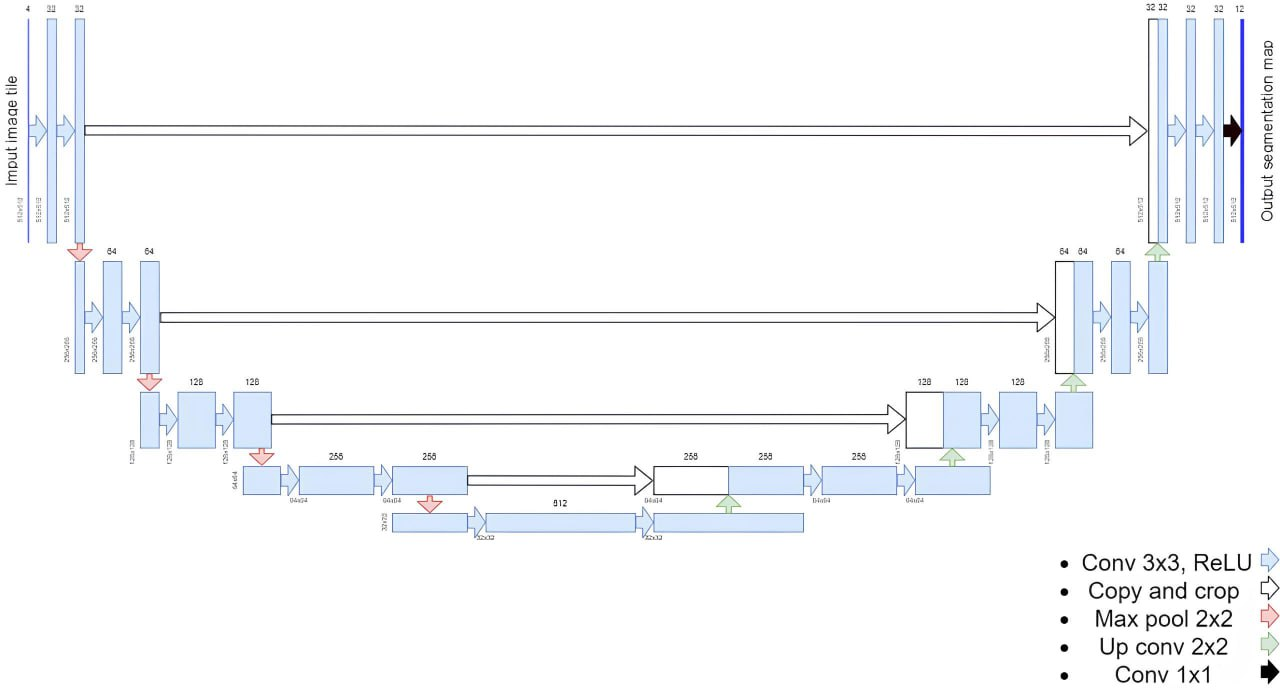 4 32 32 32 32 32 32 12
Imput image tile
512x512 512x512 512x512 512x512 512x512 512x512 512x512
Output segmentation map
64 64 64 64 64
256x256 256x256 256x256 256x256 256x256 256x256
128 128 128 128 128
128x128 128x128 128x128 128x128 128x128 128x128
256 256 256 256 256
64x64 64x64 64x64 64x64 64x64 64x64
512
32x32 32x32 32x32
• Conv 3x3, ReLU
• Copy and crop
• Max pool 2x2
• Up conv 2x2
• Conv 1x1